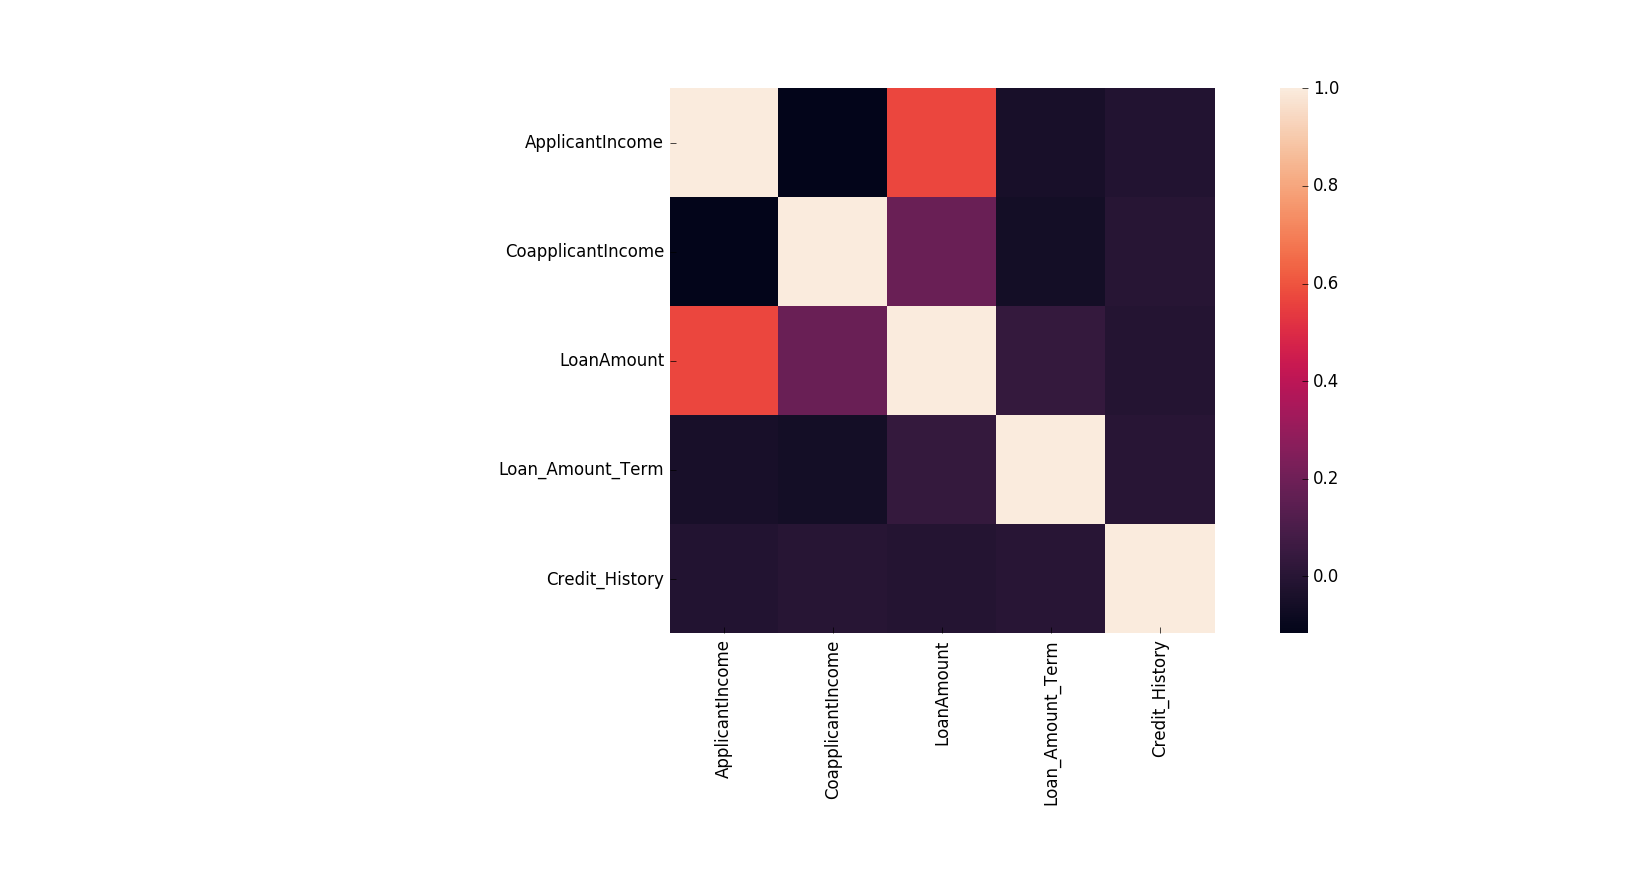 ApplicantIncome
CoapplicantIncome
LoanAmount
Loan_Amount_Term
Credit_History
ApplicantIncome
CoapplicantIncome
LoanAmount
Loan_Amount_Term
Credit_History
1.0
0.8
0.6
0.4
0.2
0.0